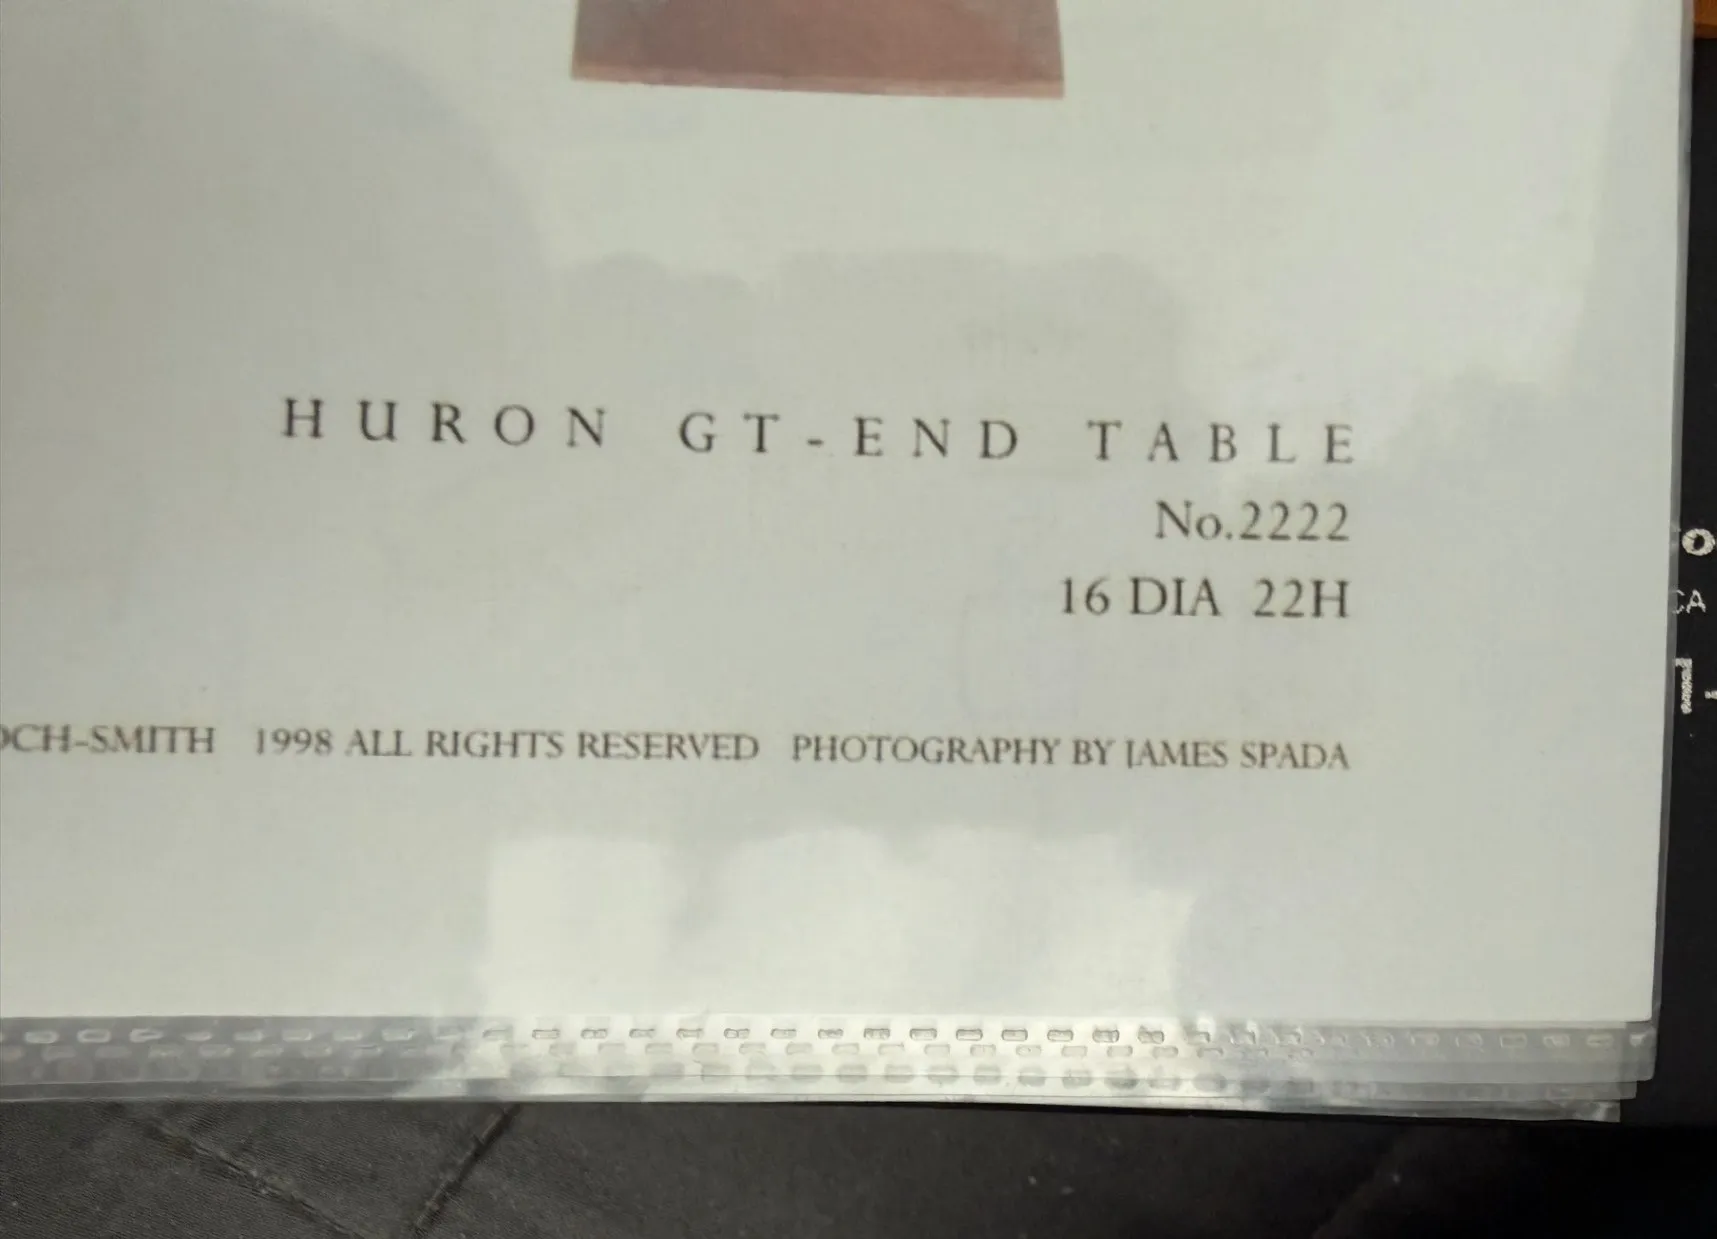 HURON GT-END TABLE
No.2222
16 DIA 22H
OCH-SMITH 1998 ALL RIGHTS RESERVED PHOTOGRAPHY BY JAMES SPADA